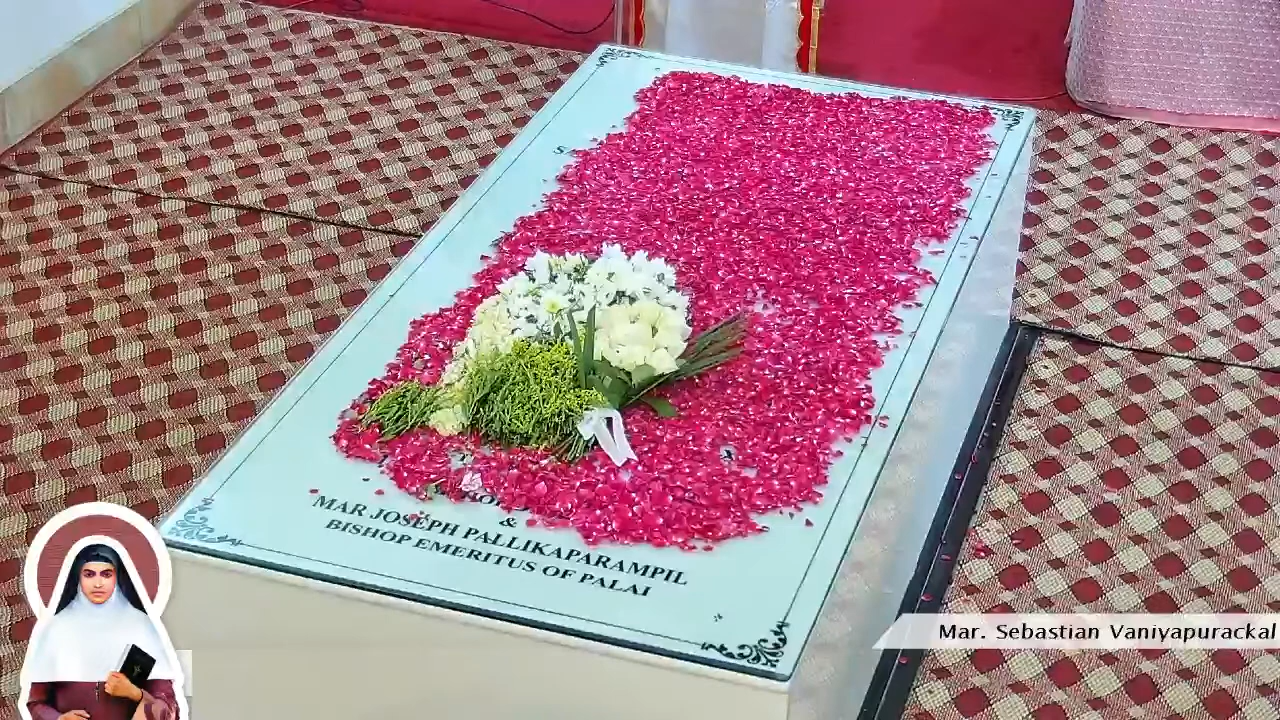 &
MAR JOSEPH PALLIKAPARAMPIL
BISHOP EMERITUS OF PALAI
Mar. Sebastian Vaniyapurackal